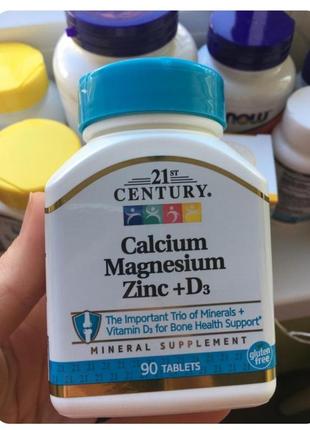 21ST
CENTURY®
Calcium
Magnesium
Zinc +D3
The Important Trio of Minerals +
Vitamin D3 for Bone Health Support*
MINERAL SUPPLEMENT
90 TABLETS
gluten
free
NOW